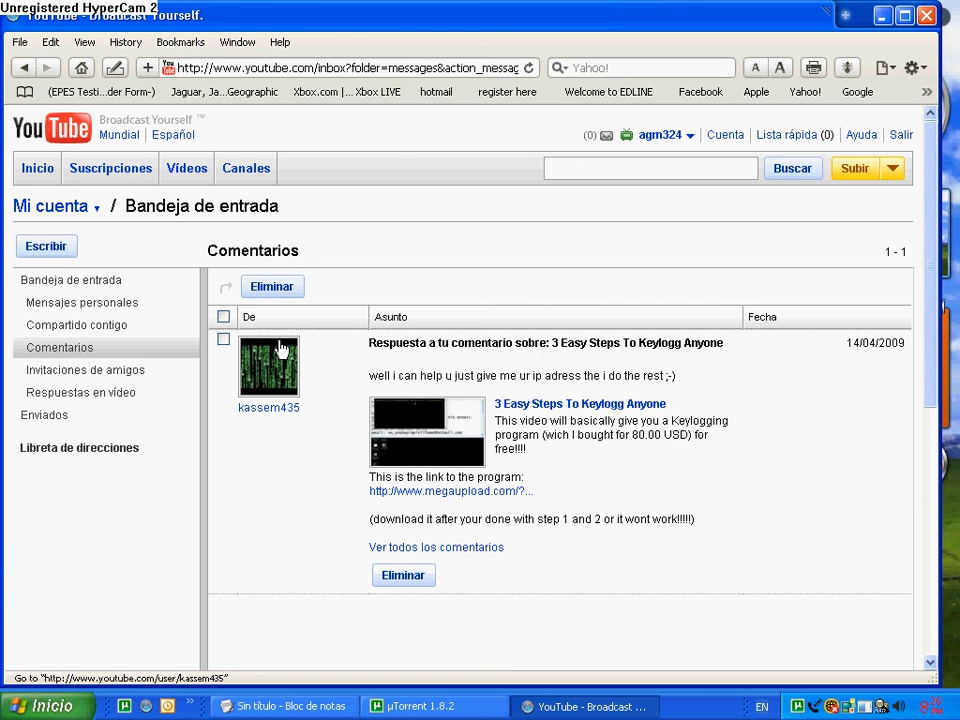 Unregistered HyperCam 2
YouTube - Broadcast Yourself.
File Edit View History Bookmarks Window Help
You Tube http://www.youtube.com/inbox?folder=messages&action_messag Yahoo! A A
(EPES Testi...der Form-) Jaguar, Ja...Geographic Xbox.com |... Xbox LIVE hotmail register here Welcome to EDLINE Facebook Apple Yahoo! Google
YouTube Broadcast Yourself ™
Mundial Español
(0) agm324 Cuenta Lista rápida (0) Ayuda Salir
Inicio Suscripciones Vídeos Canales Buscar Subir
Mi cuenta / Bandeja de entrada
Escribir
Comentarios
1 - 1
Bandeja de entrada
Mensajes personales
Compartido contigo
Comentarios
Invitaciones de amigos
Respuestas en vídeo
Enviados
Libreta de direcciones
Eliminar
De Asunto Fecha
kassem435
Respuesta a tu comentario sobre: 3 Easy Steps To Keylogg Anyone 14/04/2009
well i can help u just give me ur ip adress the i do the rest ;-)
3 Easy Steps To Keylogg Anyone
This video will basically give you a Keylogging
program (wich I bought for 80.00 USD) for
free!!!!
This is the link to the program:
http://www.megaupload.com/?...
(download it after your done with step 1 and 2 or it wont work!!!!!)
Ver todos los comentarios
Eliminar
Go to "http://www.youtube.com/user/kassem435"
Inicio Sin título - Bloc de notas µTorrent 1.8.2 YouTube - Broadcast ... EN